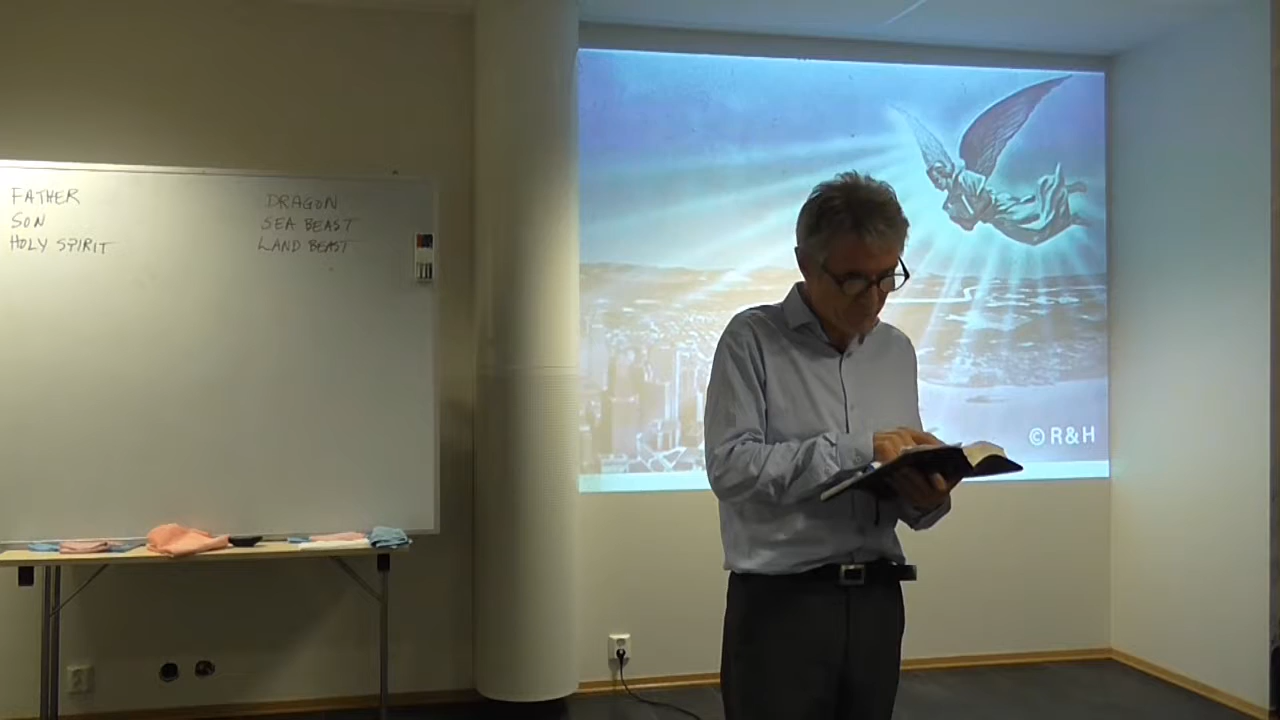 FATHER
SON
HOLY SPIRIT
DRAGON
SEA BEAST
LAND BEAST
© R&H